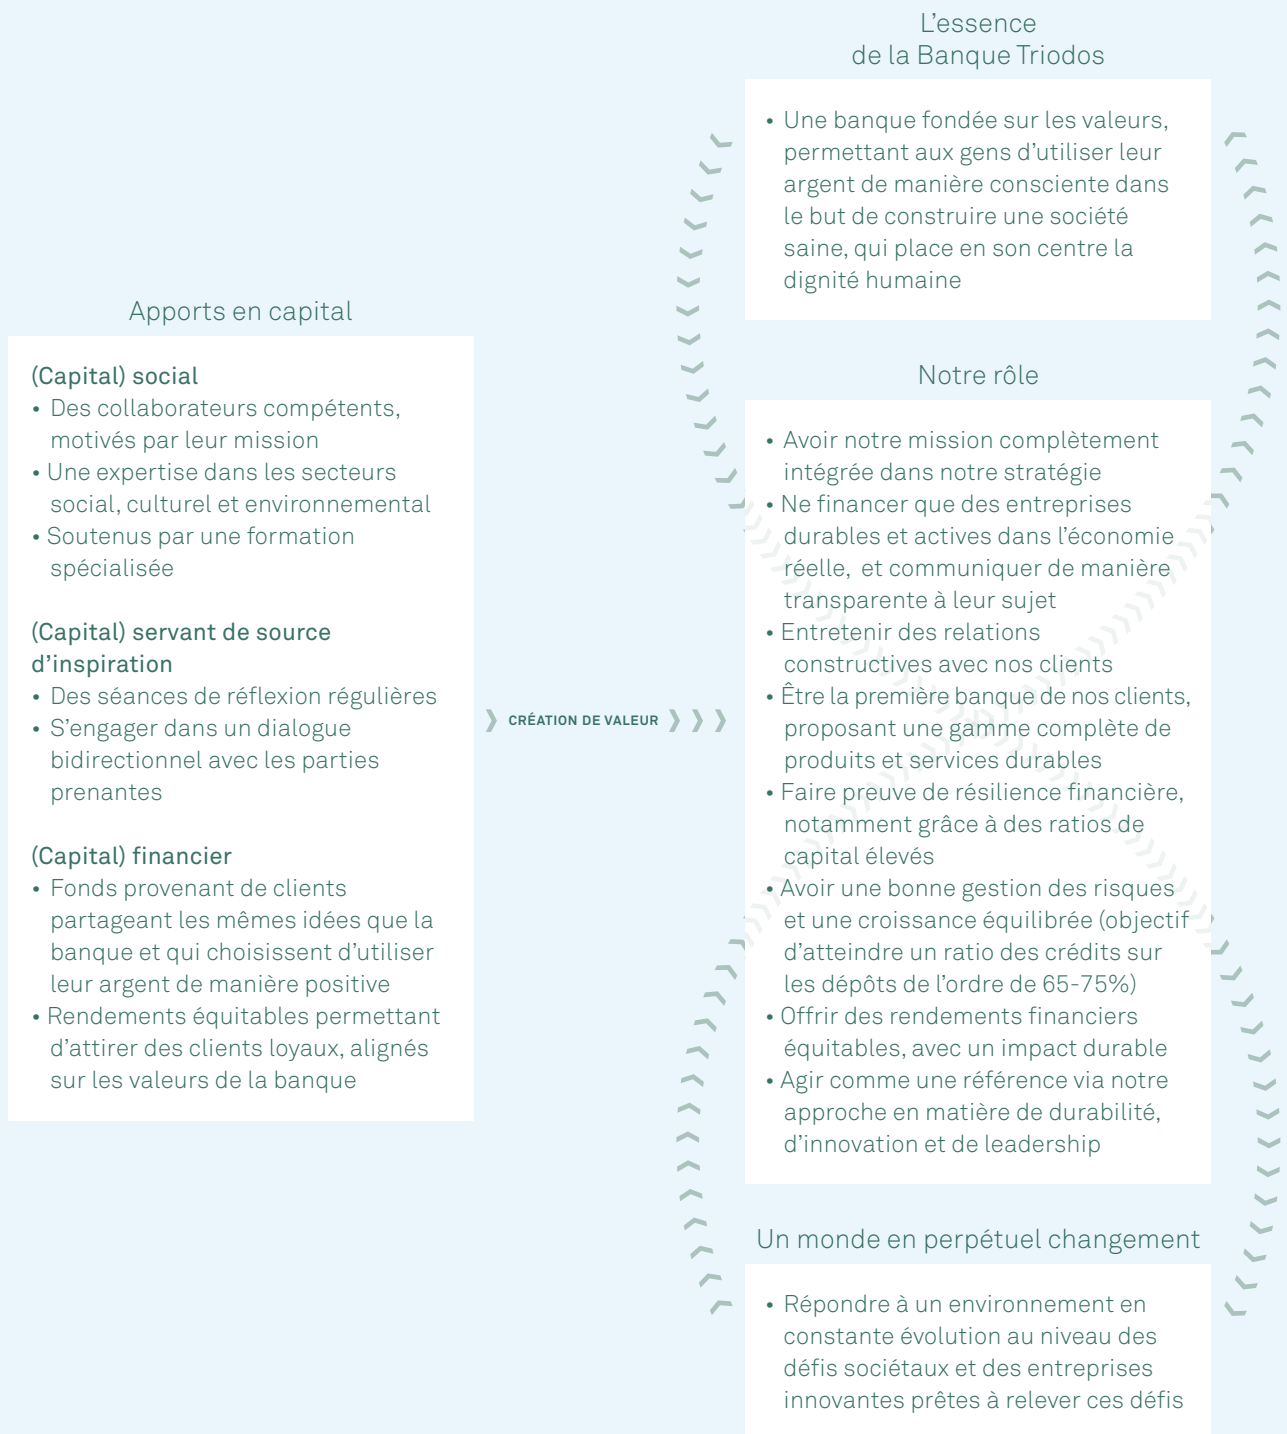 Apports en capital
(Capital) social
• Des collaborateurs compétents,
motivés par leur mission
• Une expertise dans les secteurs
social, culturel et environnemental
• Soutenus par une formation
spécialisée
(Capital) servant de source
d’inspiration
• Des séances de réflexion régulières
• S’engager dans un dialogue
bidirectionnel avec les parties
prenantes
(Capital) financier
• Fonds provenant de clients
partageant les mêmes idées que la
banque et qui choisissent d’utiliser
leur argent de manière positive
• Rendements équitables permettant
d’attirer des clients loyaux, alignés
sur les valeurs de la banque
CRÉATION DE VALEUR
L’essence
de la Banque Triodos
• Une banque fondée sur les valeurs,
permettant aux gens d’utiliser leur
argent de manière consciente dans
le but de construire une société
saine, qui place en son centre la
dignité humaine
Notre rôle
• Avoir notre mission complètement
intégrée dans notre stratégie
• Ne financer que des entreprises
durables et actives dans l’économie
réelle, et communiquer de manière
transparente à leur sujet
• Entretenir des relations
constructives avec nos clients
• Être la première banque de nos clients,
proposant une gamme complète de
produits et services durables
• Faire preuve de résilience financière,
notamment grâce à des ratios de
capital élevés
• Avoir une bonne gestion des risques
et une croissance équilibrée (objectif
d’atteindre un ratio des crédits sur
les dépôts de l’ordre de 65-75%)
• Offrir des rendements financiers
équitables, avec un impact durable
• Agir comme une référence via notre
approche en matière de durabilité,
d’innovation et de leadership
Un monde en perpétuel changement
• Répondre à un environnement en
constante évolution au niveau des
défis sociétaux et des entreprises
innovantes prêtes à relever ces défis